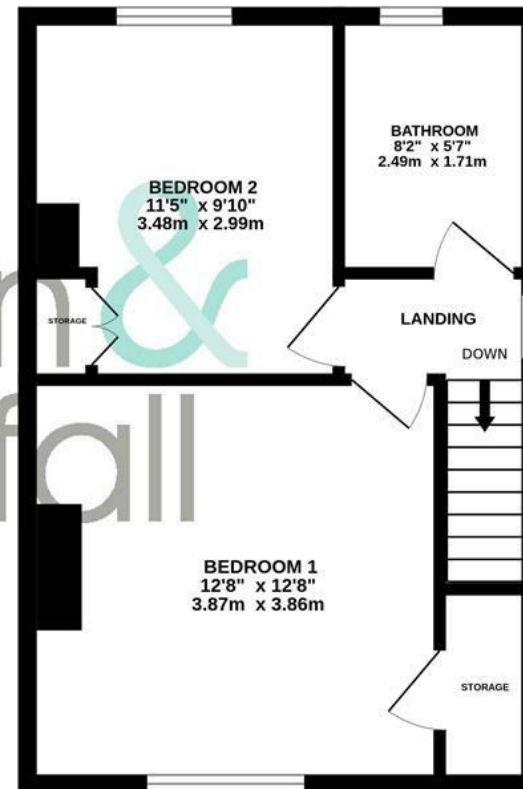 BATHROOM
8'2" x 5'7"
2.49m x 1.71m
BEDROOM 2
11'5" x 9'10"
3.48m x 2.99m
STORAGE
LANDING
DOWN
BEDROOM 1
12'8" x 12'8"
3.87m x 3.86m
STORAGE
n&
fall